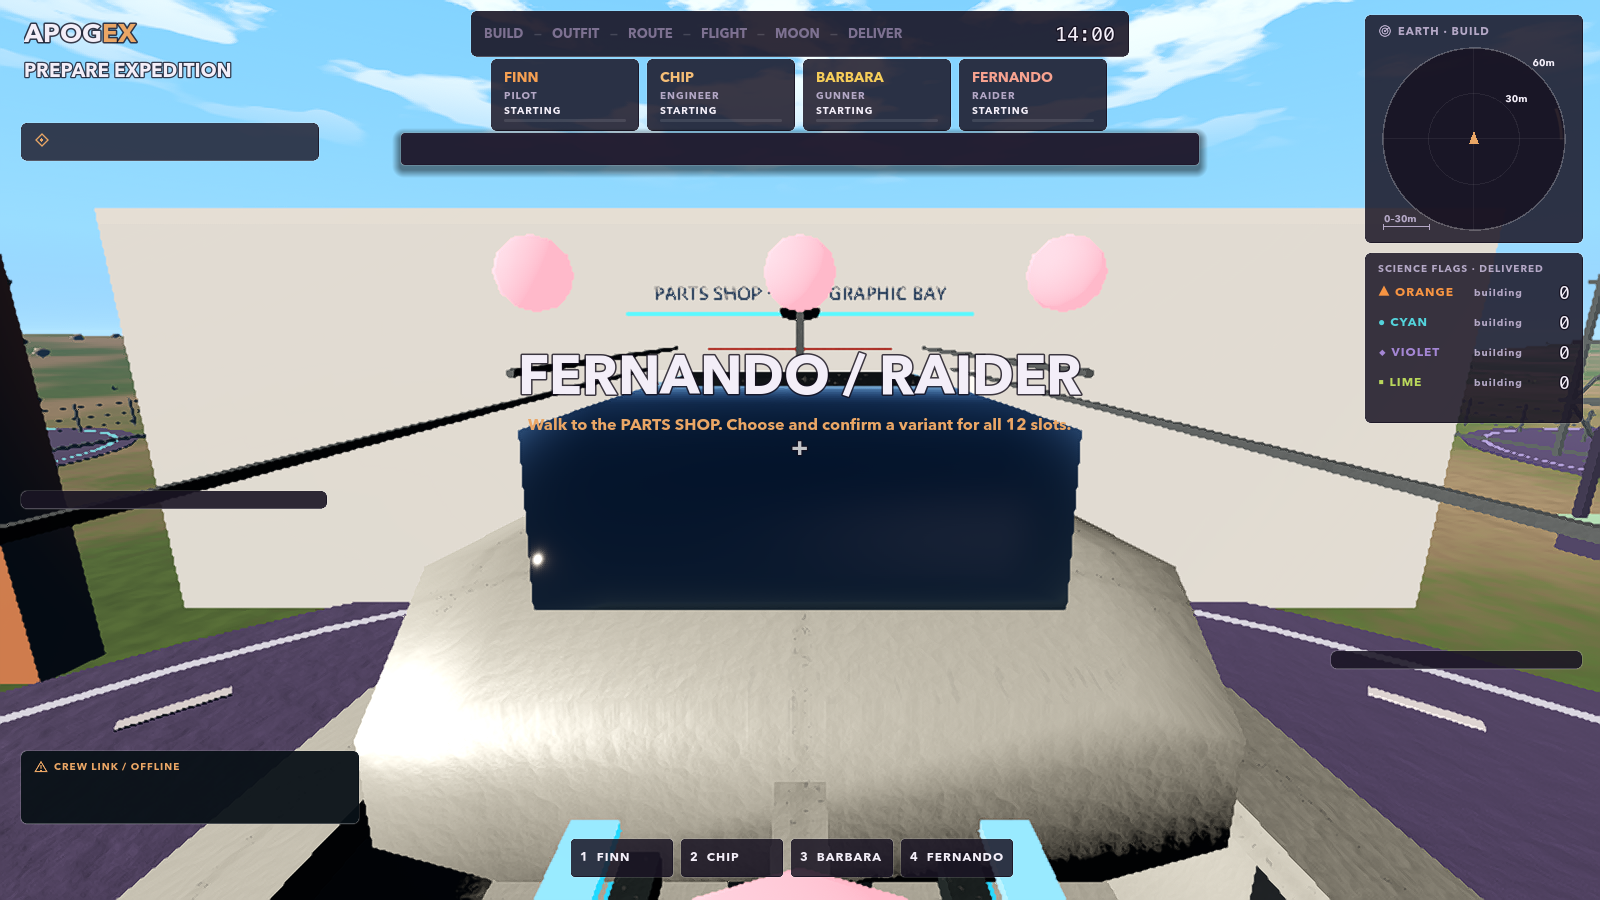 APOGEX
PREPARE EXPEDITION
BUILD – OUTFIT – ROUTE – FLIGHT – MOON – DELIVER 14:00
FINN
PILOT
STARTING
CHIP
ENGINEER
STARTING
BARBARA
GUNNER
STARTING
FERNANDO
RAIDER
STARTING
EARTH · BUILD
60m
30m
0-30m
SCIENCE FLAGS · DELIVERED
ORANGE building 0
CYAN building 0
VIOLET building 0
LIME building 0
PARTS SHOP · GRAPHIC BAY
FERNANDO / RAIDER
Walk to the PARTS SHOP. Choose and confirm a variant for all 12 slots.
CREW LINK / OFFLINE
1 FINN
2 CHIP
3 BARBARA
4 FERNANDO